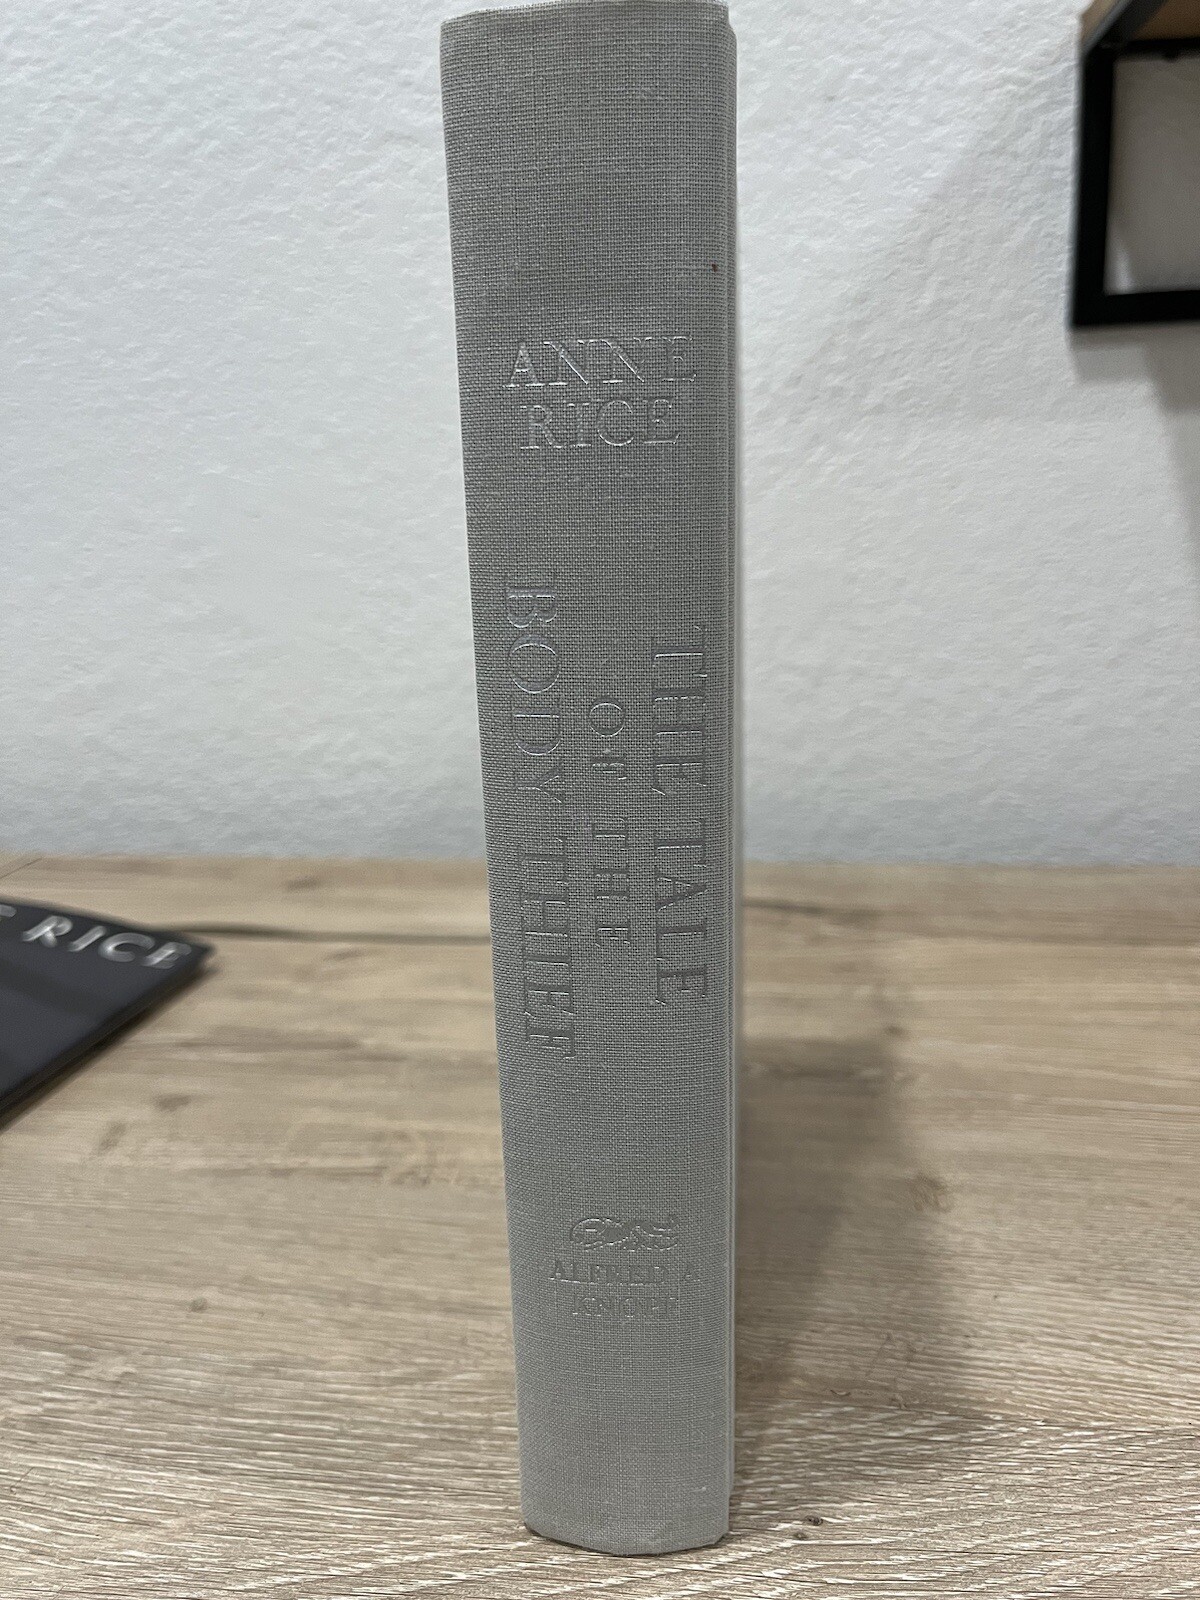 ANNE
RICE
THE TALE
OF THE
BODY THIEF
ALFRED A
KNOPF
RICE